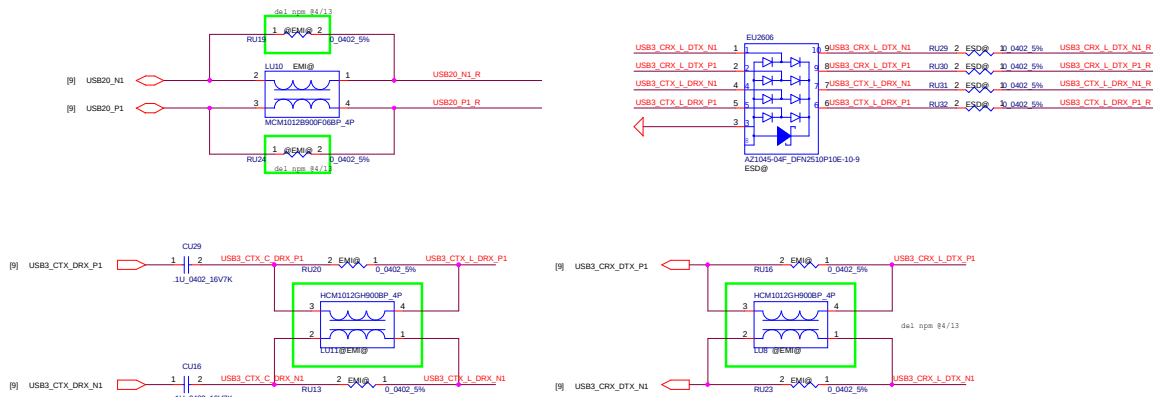 del npm @4/13
1 @EMI@ 2
RU19 0_0402_5%
LU10 EMI@
[9] USB20_N1 2 1 USB20_N1_R
[9] USB20_P1 3 4 USB20_P1_R
MCM1012B900F06BP_4P
1 @EMI@ 2
RU24 0_0402_5%
del npm @4/13
EU2606
USB3_CRX_L_DTX_N1 1 1 10 9 USB3_CRX_L_DTX_N1 RU29 2 ESD@ 1 0_0402_5% USB3_CRX_L_DTX_N1_R
USB3_CRX_L_DTX_P1 2 2 9 8 USB3_CRX_L_DTX_P1 RU30 2 ESD@ 1 0_0402_5% USB3_CRX_L_DTX_P1_R
USB3_CTX_L_DRX_N1 4 4 7 7 USB3_CTX_L_DRX_N1 RU31 2 ESD@ 1 0_0402_5% USB3_CTX_L_DRX_N1_R
USB3_CTX_L_DRX_P1 5 5 6 6 USB3_CTX_L_DRX_P1 RU32 2 ESD@ 1 0_0402_5% USB3_CTX_L_DRX_P1_R
3 3
8
AZ1045-04F_DFN2510P10E-10-9
ESD@
CU29
[9] USB3_CTX_DRX_P1 1 2 USB3_CTX_C_DRX_P1 2 EMI@ 1 USB3_CTX_L_DRX_P1
.1U_0402_16V7K RU20 0_0402_5%
HCM1012GH900BP_4P
3 4
2 1
LU11@EMI@
CU16
[9] USB3_CTX_DRX_N1 1 2 USB3_CTX_C_DRX_N1 2 EMI@ 1 USB3_CTX_L_DRX_N1
.1U_0402_16V7K RU13 0_0402_5%
[9] USB3_CRX_DTX_P1 2 EMI@ 1 USB3_CRX_L_DTX_P1
RU16 0_0402_5%
HCM1012GH900BP_4P
3 4
del npm @4/13
2 1
LU8 @EMI@
[9] USB3_CRX_DTX_N1 2 EMI@ 1 USB3_CRX_L_DTX_N1
RU23 0_0402_5%